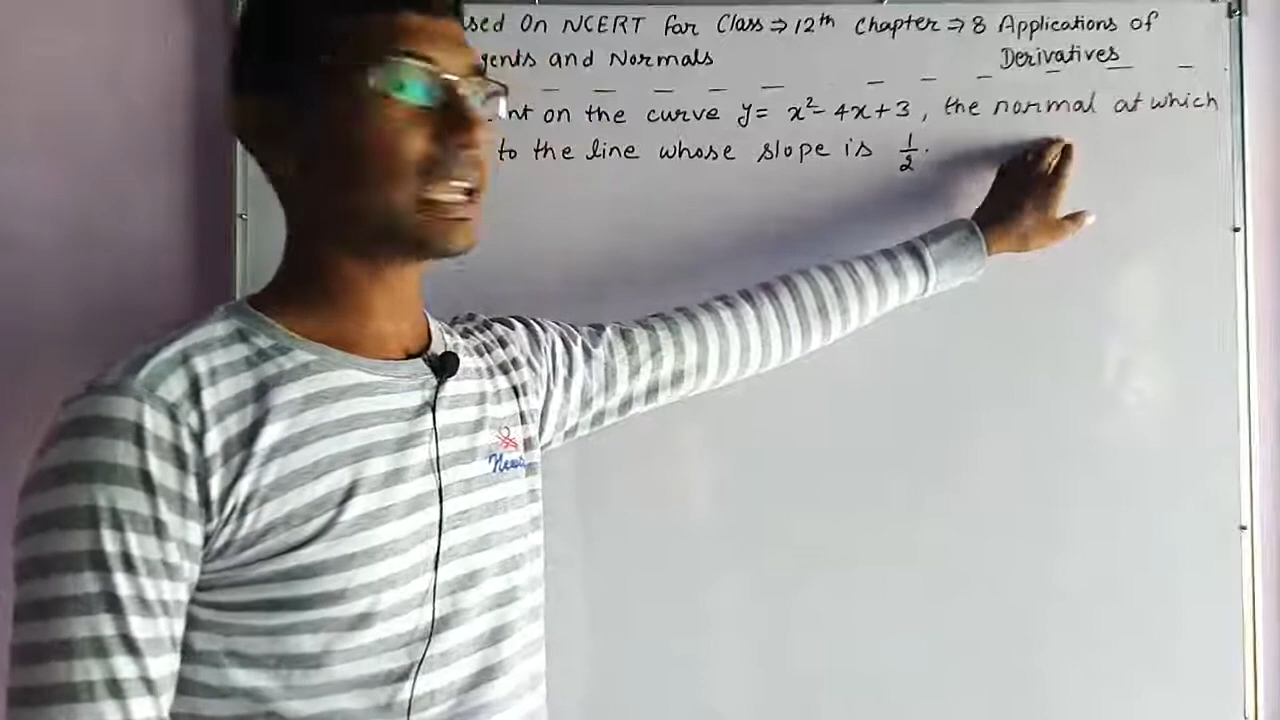 sed On NCERT for Class ⇒ 12th Chapter ⇒ 8 Applications of Derivatives
gents and Normals
nt on the curve y = x² - 4x + 3, the normal at which
to the line whose slope is 1/2.